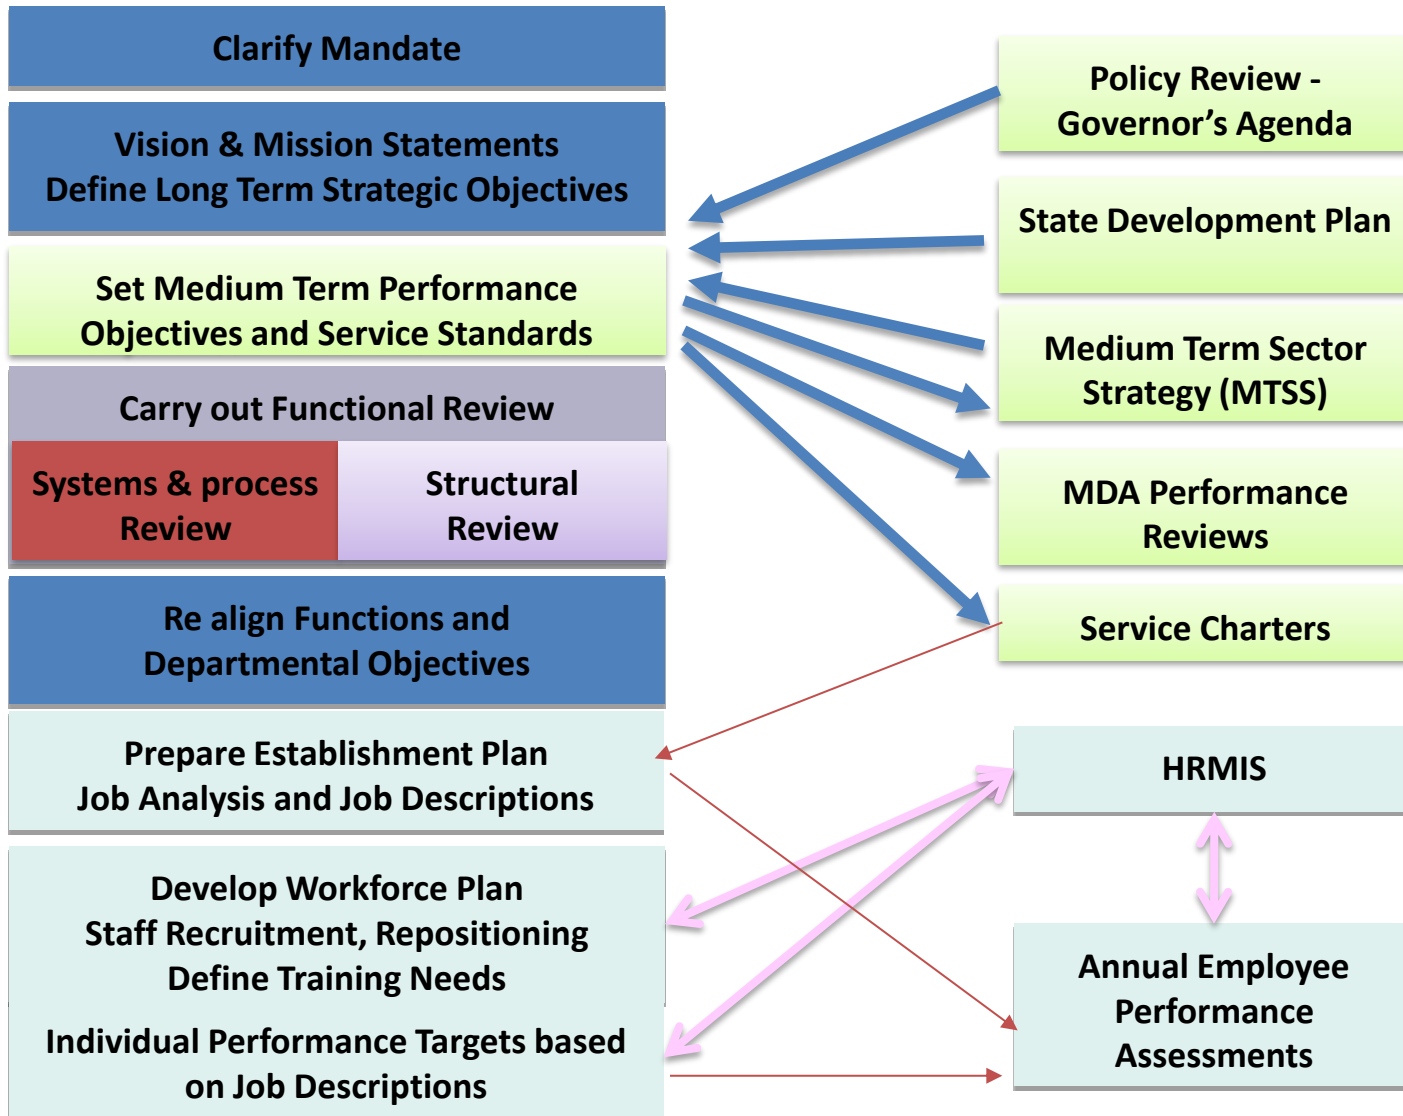 Clarify Mandate
Vision & Mission Statements
Define Long Term Strategic Objectives
Set Medium Term Performance
Objectives and Service Standards
Carry out Functional Review
Systems & process
Review
Structural
Review
Re align Functions and
Departmental Objectives
Prepare Establishment Plan
Job Analysis and Job Descriptions
Develop Workforce Plan
Staff Recruitment, Repositioning
Define Training Needs
Individual Performance Targets based
on Job Descriptions
Policy Review -
Governor’s Agenda
State Development Plan
Medium Term Sector
Strategy (MTSS)
MDA Performance
Reviews
Service Charters
HRMIS
Annual Employee
Performance
Assessments